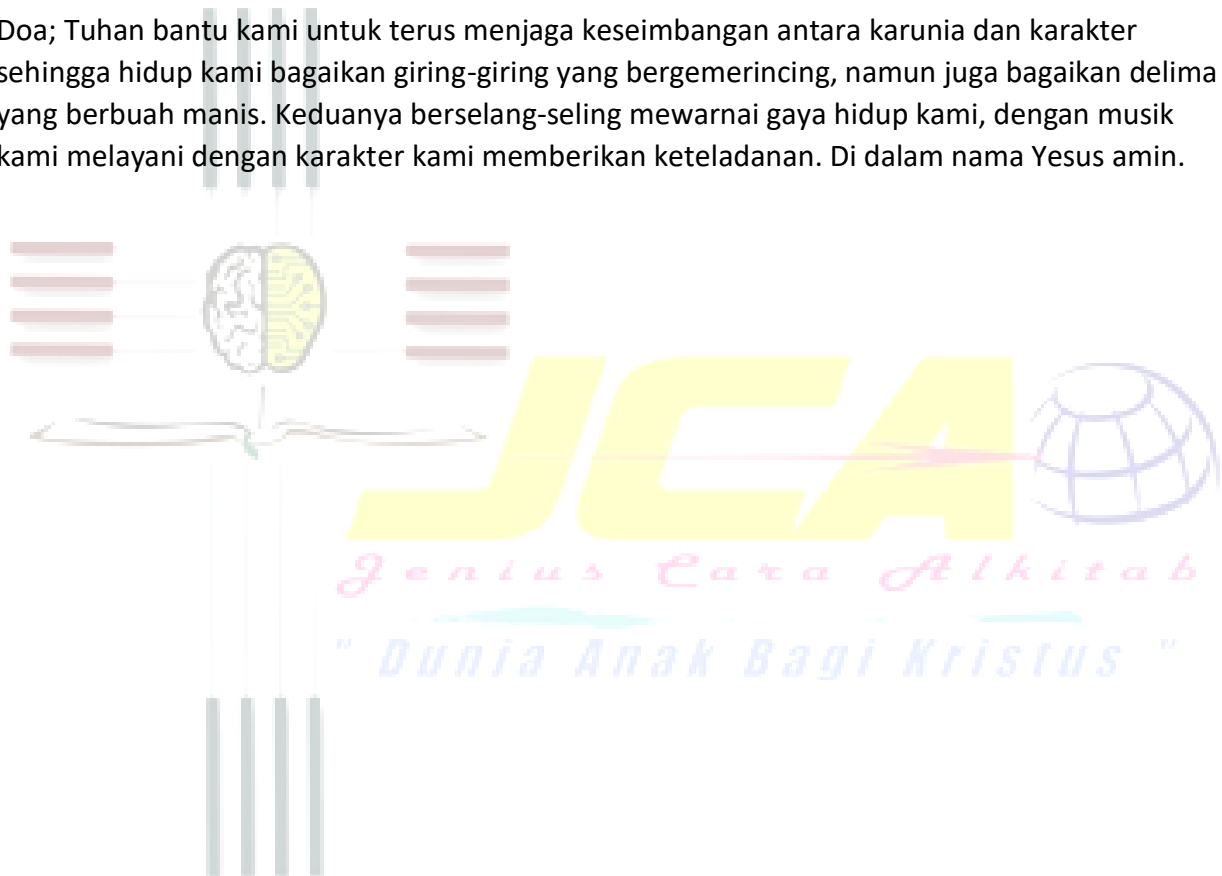 Doa; Tuhan bantu kami untuk terus menjaga keseimbangan antara karunia dan karakter
sehingga hidup kami bagaikan giring-giring yang bergemerincing, namun juga bagaikan delima
yang berbuah manis. Keduanya berselang-seling mewarnai gaya hidup kami, dengan musik
kami melayani dengan karakter kami memberikan keteladanan. Di dalam nama Yesus amin.
JCA
Jenius Cara Alkitab
" Dunia Anak Bagi Kristus "